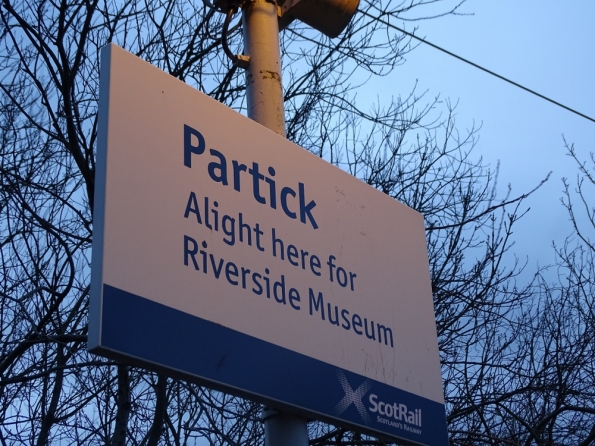 Partick
Alight here for
Riverside Museum
ScotRail
SCOTLAND'S RAILWAY